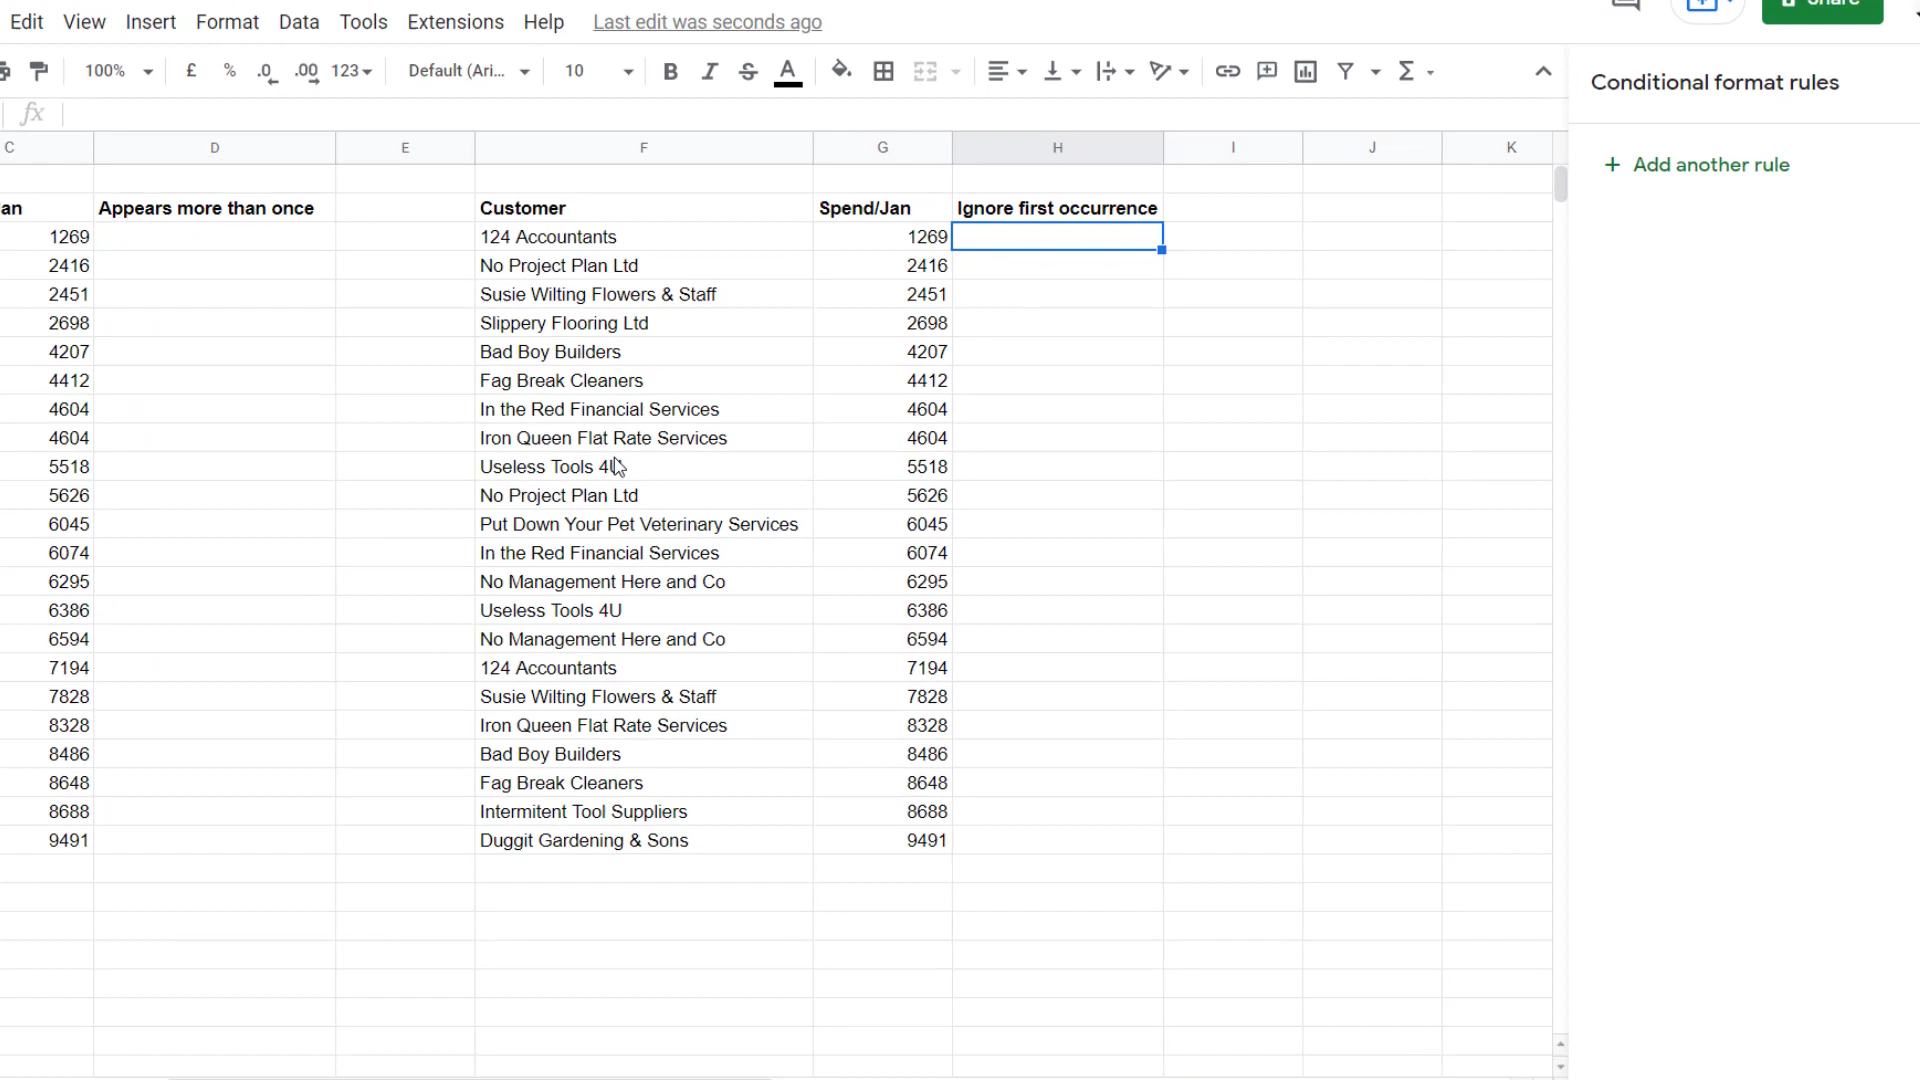 Edit View Insert Format Data Tools Extensions Help Last edit was seconds ago
100% £ % .0 .00 123 Default (Ari... 10 B I S A Σ
Conditional format rules
fx
+ Add another rule
C D E F G H I J K
an Appears more than once Customer Spend/Jan Ignore first occurrence
1269 124 Accountants 1269
2416 No Project Plan Ltd 2416
2451 Susie Wilting Flowers & Staff 2451
2698 Slippery Flooring Ltd 2698
4207 Bad Boy Builders 4207
4412 Fag Break Cleaners 4412
4604 In the Red Financial Services 4604
4604 Iron Queen Flat Rate Services 4604
5518 Useless Tools 4U 5518
5626 No Project Plan Ltd 5626
6045 Put Down Your Pet Veterinary Services 6045
6074 In the Red Financial Services 6074
6295 No Management Here and Co 6295
6386 Useless Tools 4U 6386
6594 No Management Here and Co 6594
7194 124 Accountants 7194
7828 Susie Wilting Flowers & Staff 7828
8328 Iron Queen Flat Rate Services 8328
8486 Bad Boy Builders 8486
8648 Fag Break Cleaners 8648
8688 Intermitent Tool Suppliers 8688
9491 Duggit Gardening & Sons 9491